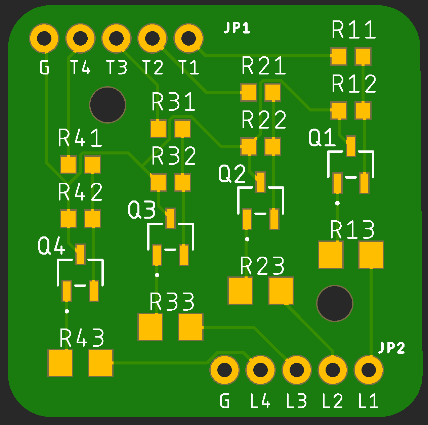 JP1
G T4 T3 T2 T1
R11
R21
R12
R31
R22
Q1
R41
R32
Q2
R42
Q3
R13
Q4
R23
R33
R43
JP2
G L4 L3 L2 L1